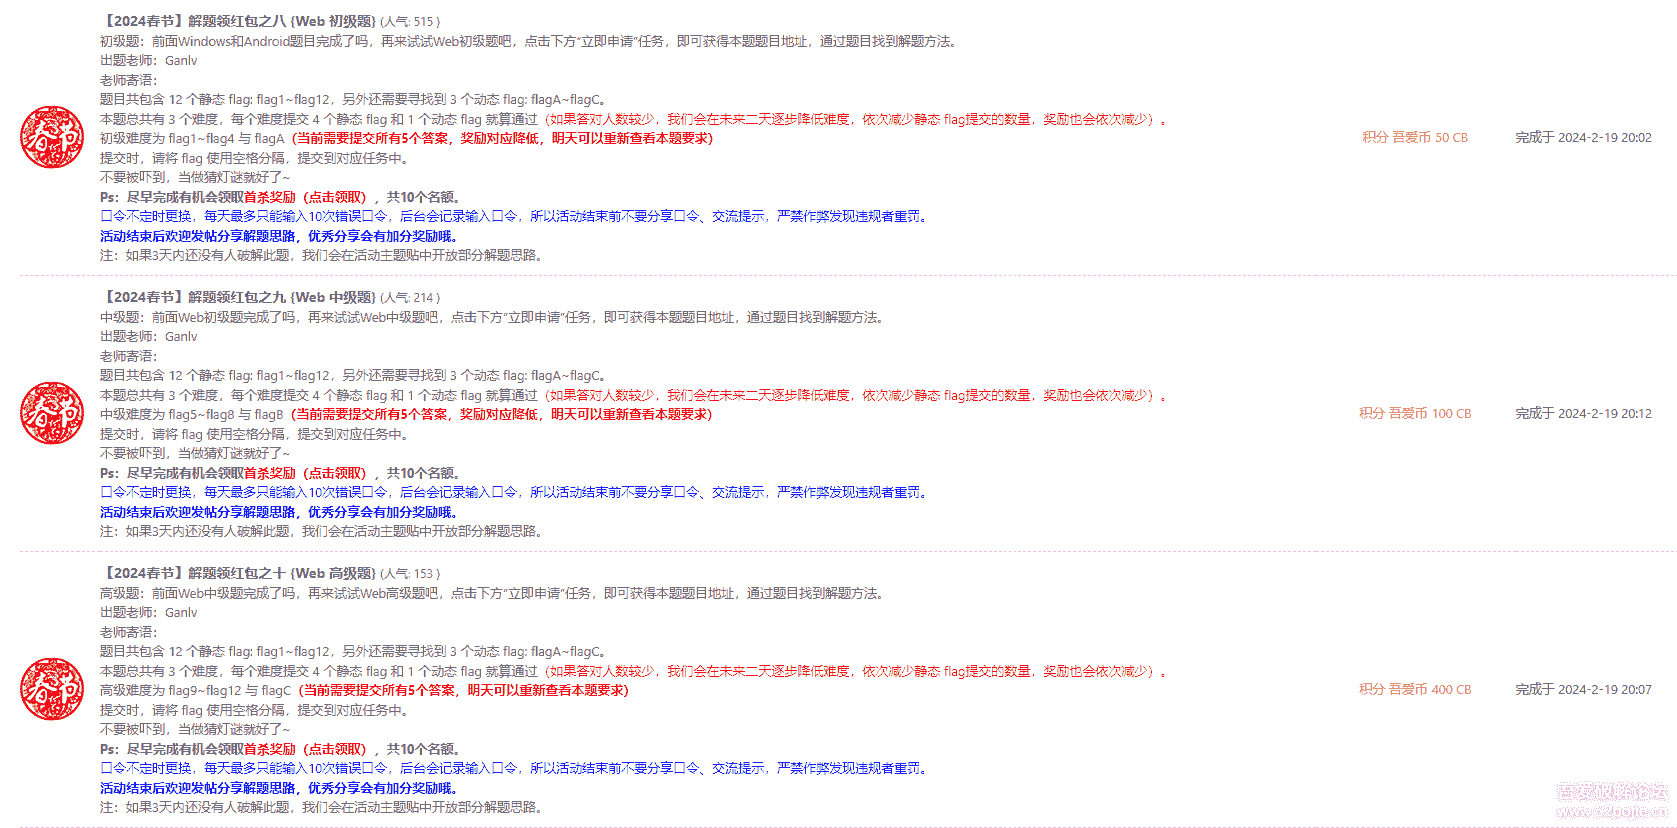 【2024春节】解题领红包之八 {Web 初级题} (人气: 515 )
初级题：前面Windows和Android题目完成了吗，再来试试Web初级题吧，点击下方“立即申请”任务，即可获得本题题目地址，通过题目找到解题方法。
出题老师：Ganlv
老师寄语：
题目共包含 12 个静态 flag: flag1~flag12，另外还需要寻找到 3 个动态 flag: flagA~flagC。
本题总共有 3 个难度，每个难度提交 4 个静态 flag 和 1 个动态 flag 就算通过（如果答对人数较少，我们会在未来二天逐步降低难度，依次减少静态 flag提交的数量，奖励也会依次减少）。
初级难度为 flag1~flag4 与 flagA（当前需要提交所有5个答案，奖励对应降低，明天可以重新查看本题要求）
提交时，请将 flag 使用空格分隔，提交到对应任务中。
不要被吓到，当做猜灯谜就好了~
Ps：尽早完成有机会领取首杀奖励（点击领取），共10个名额。
口令不定时更换，每天最多只能输入10次错误口令，后台会记录输入口令，所以活动结束前不要分享口令、交流提示，严禁作弊发现违规者重罚。
活动结束后欢迎发帖分享解题思路，优秀分享会有加分奖励哦。
注：如果3天内还没有人破解此题，我们会在活动主题贴中开放部分解题思路。
积分 吾爱币 50 CB
完成于 2024-2-19 20:02
春节
【2024春节】解题领红包之九 {Web 中级题} (人气: 214 )
中级题：前面Web初级题完成了吗，再来试试Web中级题吧，点击下方“立即申请”任务，即可获得本题题目地址，通过题目找到解题方法。
出题老师：Ganlv
老师寄语：
题目共包含 12 个静态 flag: flag1~flag12，另外还需要寻找到 3 个动态 flag: flagA~flagC。
本题总共有 3 个难度，每个难度提交 4 个静态 flag 和 1 个动态 flag 就算通过（如果答对人数较少，我们会在未来二天逐步降低难度，依次减少静态 flag提交的数量，奖励也会依次减少）。
中级难度为 flag5~flag8 与 flagB（当前需要提交所有5个答案，奖励对应降低，明天可以重新查看本题要求）
提交时，请将 flag 使用空格分隔，提交到对应任务中。
不要被吓到，当做猜灯谜就好了~
Ps：尽早完成有机会领取首杀奖励（点击领取），共10个名额。
口令不定时更换，每天最多只能输入10次错误口令，后台会记录输入口令，所以活动结束前不要分享口令、交流提示，严禁作弊发现违规者重罚。
活动结束后欢迎发帖分享解题思路，优秀分享会有加分奖励哦。
注：如果3天内还没有人破解此题，我们会在活动主题贴中开放部分解题思路。
积分 吾爱币 100 CB
完成于 2024-2-19 20:12
春节
【2024春节】解题领红包之十 {Web 高级题} (人气: 153 )
高级题：前面Web中级题完成了吗，再来试试Web高级题吧，点击下方“立即申请”任务，即可获得本题题目地址，通过题目找到解题方法。
出题老师：Ganlv
老师寄语：
题目共包含 12 个静态 flag: flag1~flag12，另外还需要寻找到 3 个动态 flag: flagA~flagC。
本题总共有 3 个难度，每个难度提交 4 个静态 flag 和 1 个动态 flag 就算通过（如果答对人数较少，我们会在未来二天逐步降低难度，依次减少静态 flag提交的数量，奖励也会依次减少）。
高级难度为 flag9~flag12 与 flagC（当前需要提交所有5个答案，明天可以重新查看本题要求）
提交时，请将 flag 使用空格分隔，提交到对应任务中。
不要被吓到，当做猜灯谜就好了~
Ps：尽早完成有机会领取首杀奖励（点击领取），共10个名额。
口令不定时更换，每天最多只能输入10次错误口令，后台会记录输入口令，所以活动结束前不要分享口令、交流提示，严禁作弊发现违规者重罚。
活动结束后欢迎发帖分享解题思路，优秀分享会有加分奖励哦。
注：如果3天内还没有人破解此题，我们会在活动主题贴中开放部分解题思路。
积分 吾爱币 400 CB
完成于 2024-2-19 20:07
春节
吾爱破解论坛
www.52pojie.cn